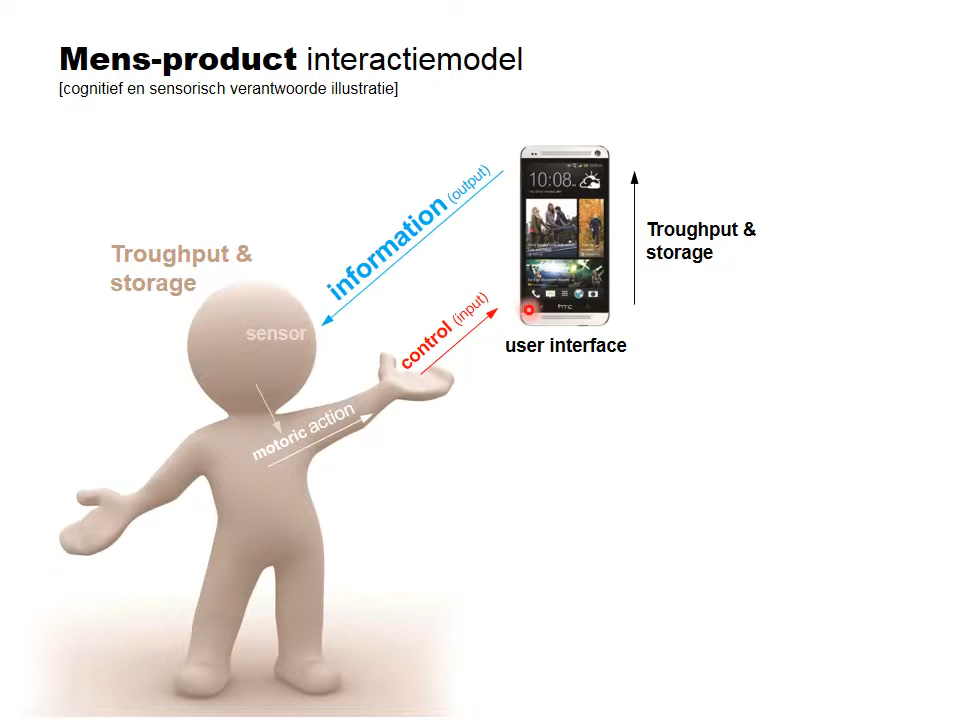 Mens-product interactiemodel
[cognitief en sensorisch verantwoorde illustratie]
information (output)
10:08
Troughput &
storage
Troughput &
storage
sensor
control (input)
hTC
user interface
motoric action